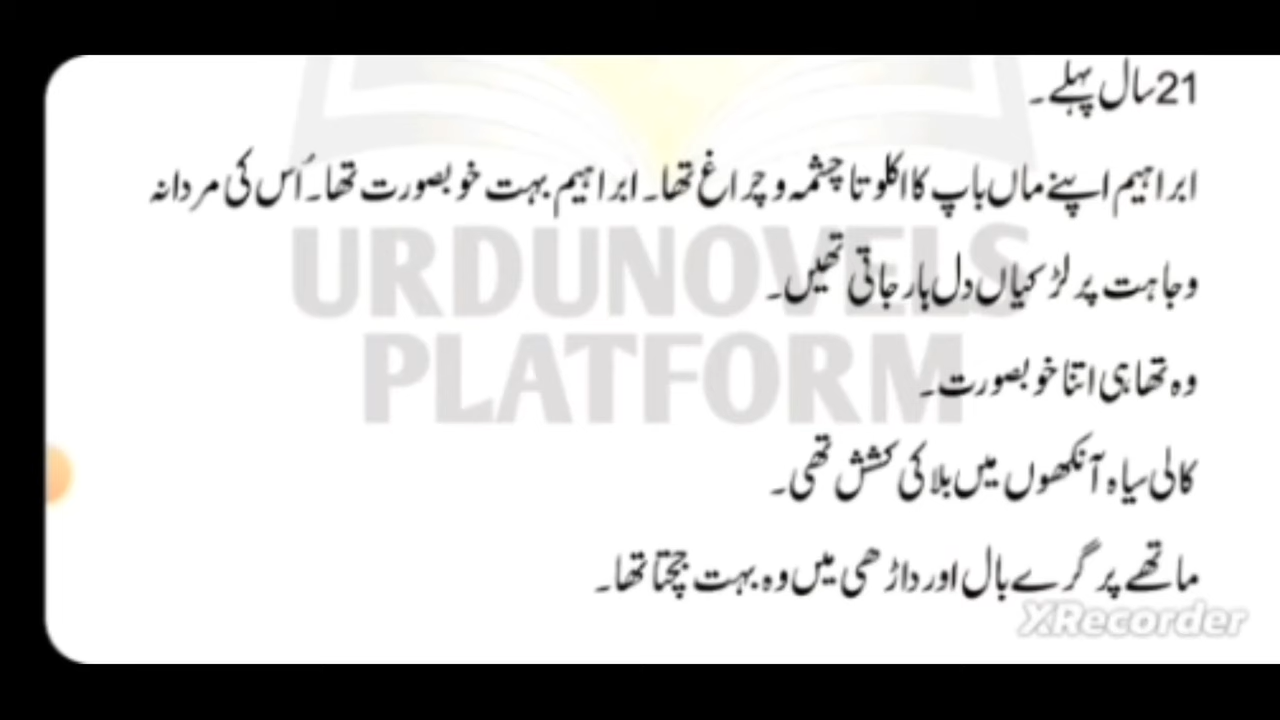 21 سال پہلے۔
ابراہیم اپنے ماں باپ کا اکلوتا چشمہ و چراغ تھا۔ ابراہیم بہت خوبصورت تھا۔ اُس کی مردانہ
وجاہت پر لڑکیاں دل ہار جاتی تھیں۔
URDUNOVELS
وہ تھا ہی اتنا خوبصورت۔
PLATFORM
کالی سیاہ آنکھوں میں بلا کی کشش تھی۔
ماتھے پر گرے بال اور داڑھی میں وہ بہت جچتا تھا۔
XRecorder